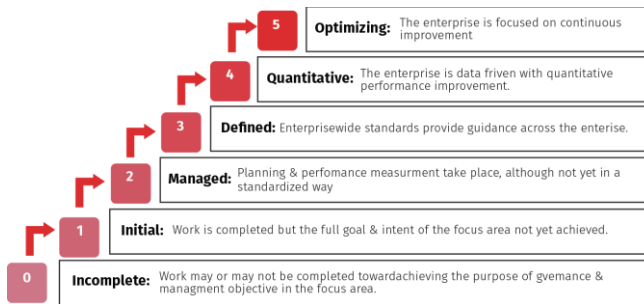 5
Optimizing: The enterprise is focused on continuous
improvement
4
Quantitative: The enterprise is data friven with quantitative
performance improvement.
3
Defined: Enterprisewide standards provide guidance across the enterise.
2
Managed: Planning & perfomance measurment take place, although not yet in a
standardized way
1
Initial: Work is completed but the full goal & intent of the focus area not yet achieved.
0
Incomplete: Work may or may not be completed towardachieving the purpose of gvemance &
managment objective in the focus area.